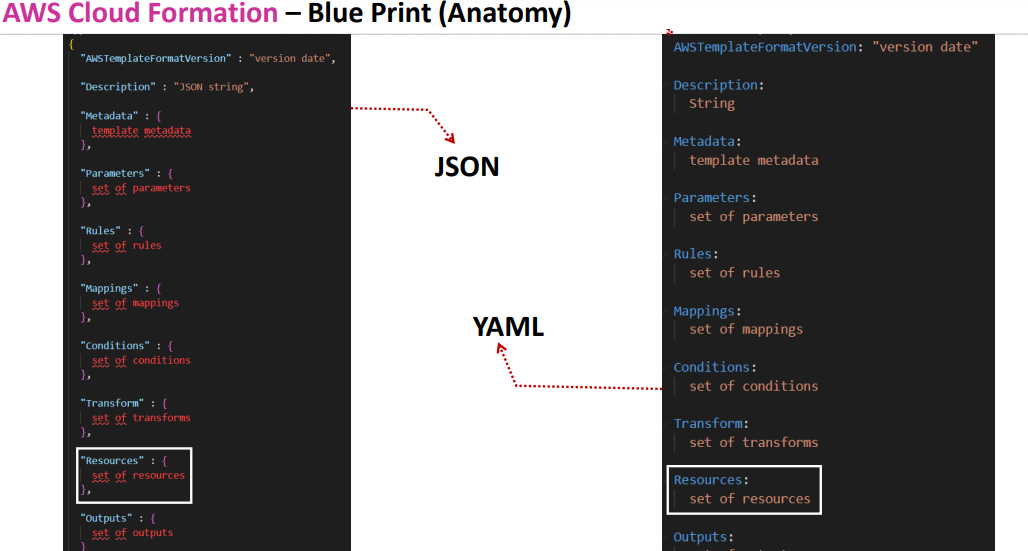 AWS Cloud Formation – Blue Print (Anatomy)
{
"AWSTemplateFormatVersion" : "version date",
"Description" : "JSON string",
"Metadata" : {
template metadata
},
"Parameters" : {
set of parameters
},
"Rules" : {
set of rules
},
"Mappings" : {
set of mappings
},
"Conditions" : {
set of conditions
},
"Transform" : {
set of transforms
},
"Resources" : {
set of resources
},
"Outputs" : {
set of outputs
}
JSON
YAML
AWSTemplateFormatVersion: "version date"
Description:
String
Metadata:
template metadata
Parameters:
set of parameters
Rules:
set of rules
Mappings:
set of mappings
Conditions:
set of conditions
Transform:
set of transforms
Resources:
set of resources
Outputs: